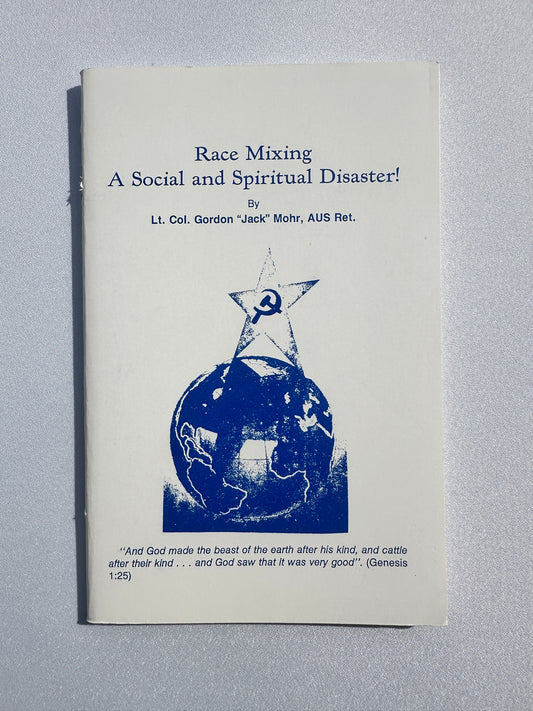 Race Mixing
A Social and Spiritual Disaster!
By
Lt. Col. Gordon "Jack" Mohr, AUS Ret.
"And God made the beast of the earth after his kind, and cattle
after their kind . . . and God saw that it was very good". (Genesis
1:25)